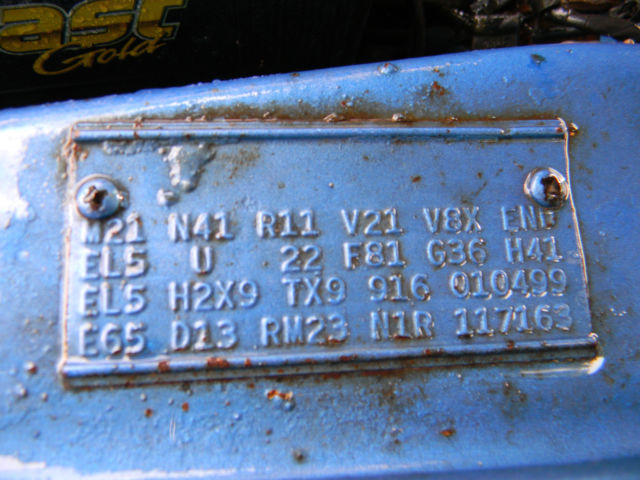 ast
Gold
M21 N41 R11 V21 V8X END
EL5 U 22 F81 G36 H41
EL5 H2X9 TX9 916 010499
E65 D13 RM23 N1R 117163